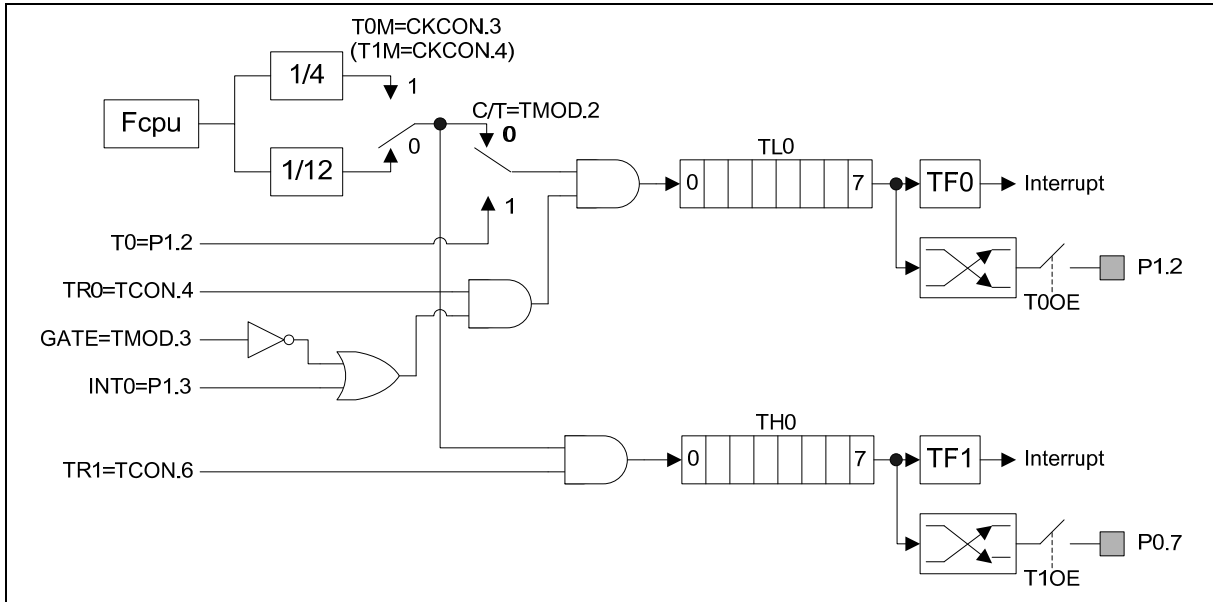 T0M=CKCON.3
(T1M=CKCON.4)
1/4
1
Fcpu
C/T=TMOD.2
0
0
1/12
TL0
0
7
TF0
Interrupt
1
T0=P1.2
P1.2
TR0=TCON.4
T0OE
GATE=TMOD.3
INT0=P1.3
TH0
0
7
TF1
Interrupt
TR1=TCON.6
P0.7
T1OE